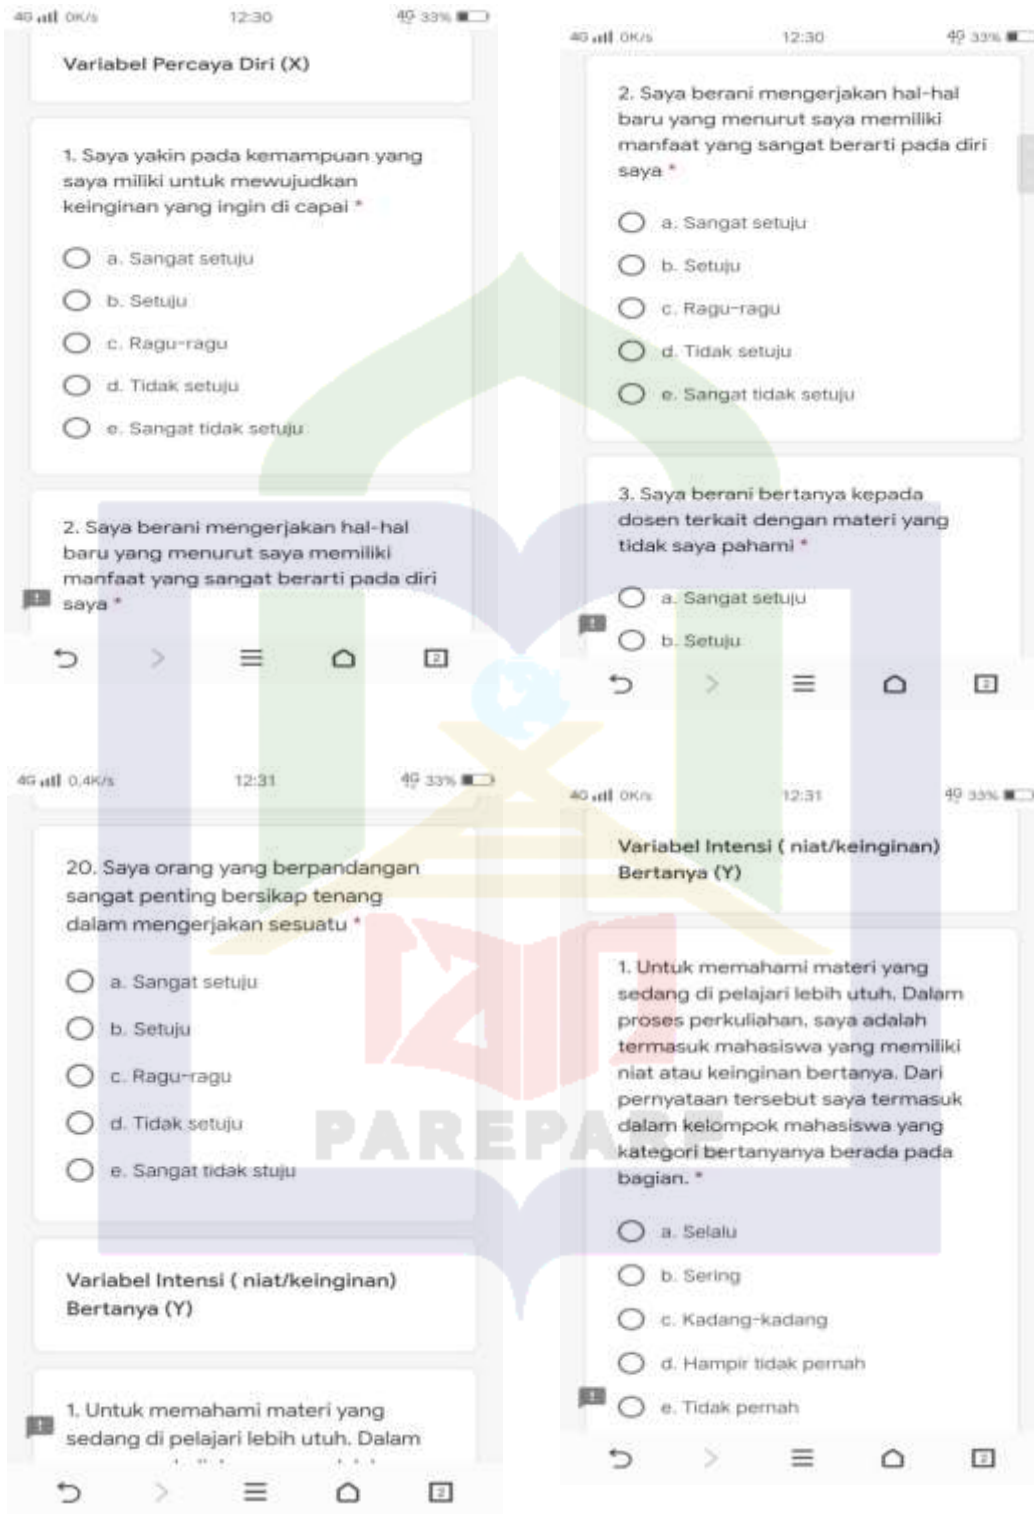 4G 0K/s 12:30 4G 33%
Variabel Percaya Diri (X)
1. Saya yakin pada kemampuan yang
saya miliki untuk mewujudkan
keinginan yang ingin di capai *
a. Sangat setuju
b. Setuju
c. Ragu-ragu
d. Tidak setuju
e. Sangat tidak setuju
2. Saya berani mengerjakan hal-hal
baru yang menurut saya memiliki
manfaat yang sangat berarti pada diri
saya *
2
4G 0K/s 12:30 4G 33%
2. Saya berani mengerjakan hal-hal
baru yang menurut saya memiliki
manfaat yang sangat berarti pada diri
saya *
a. Sangat setuju
b. Setuju
c. Ragu-ragu
d. Tidak setuju
e. Sangat tidak setuju
3. Saya berani bertanya kepada
dosen terkait dengan materi yang
tidak saya pahami *
a. Sangat setuju
b. Setuju
2
4G 0,4K/s 12:31 4G 33%
20. Saya orang yang berpandangan
sangat penting bersikap tenang
dalam mengerjakan sesuatu *
a. Sangat setuju
b. Setuju
c. Ragu-ragu
d. Tidak setuju
e. Sangat tidak stuju
Variabel Intensi ( niat/keinginan)
Bertanya (Y)
1. Untuk memahami materi yang
sedang di pelajari lebih utuh. Dalam
2
4G 0K/s 12:31 4G 33%
Variabel Intensi ( niat/keinginan)
Bertanya (Y)
1. Untuk memahami materi yang
sedang di pelajari lebih utuh. Dalam
proses perkuliahan, saya adalah
termasuk mahasiswa yang memiliki
niat atau keinginan bertanya. Dari
pernyataan tersebut saya termasuk
dalam kelompok mahasiswa yang
kategori bertanyanya berada pada
bagian. *
a. Selalu
b. Sering
c. Kadang-kadang
d. Hampir tidak pernah
e. Tidak pernah
2
PAREPARE